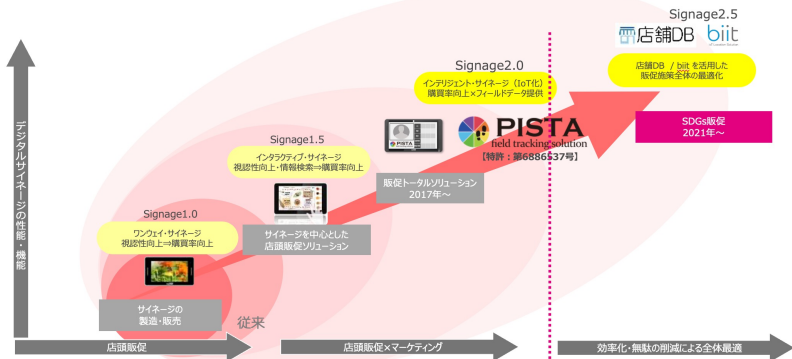 Signage2.5
店舗DB biit
店舗DB / biit を活用した
販促施策全体の最適化
SDGs販促
2021年～
Signage2.0
インテリジェント・サイネージ（IoT化）
購買率向上×フィールドデータ提供
PISTA
PISTA
field tracking solution
【特許：第6886537号】
販促トータルソリューション
2017年～
Signage1.5
インタラクティブ・サイネージ
視認性向上・情報検索⇒購買率向上
サイネージを中心とした
店頭販促ソリューション
Signage1.0
ワンウェイ・サイネージ
視認性向上⇒購買率向上
サイネージの
製造・販売
従来
デジタルサイネージの性能・機能
店頭販促
店頭販促×マーケティング
効率化・無駄の削減による全体最適